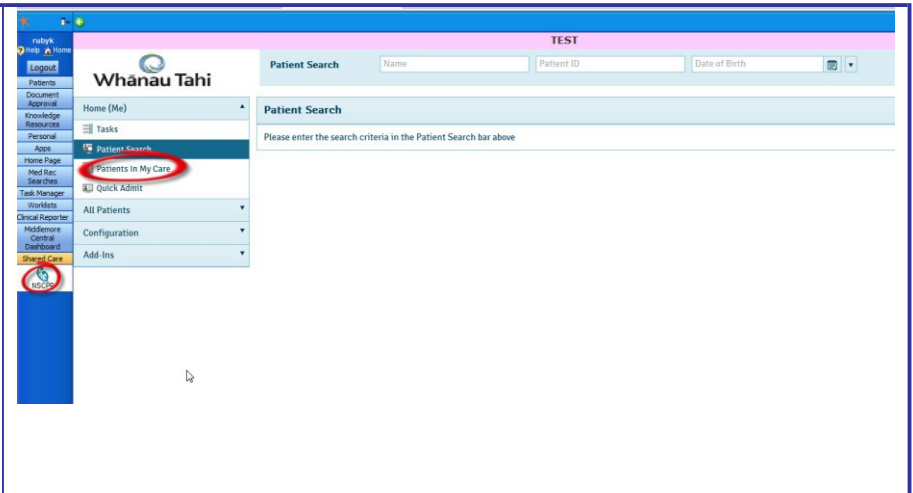 TEST
rubyk
Help Home
Logout
Patients
Document
Approval
Knowledge
Resources
Personal
Apps
Home Page
Med Rec
Searches
Task Manager
Worklists
Clinical Reporter
Middlemore
Central
Dashboard
Shared Care
NSCPP
Whānau Tahi
Patient Search Name Patient ID Date of Birth
Home (Me)
Tasks
Patient Search
Patients In My Care
Quick Admit
All Patients
Configuration
Add-Ins
Patient Search
Please enter the search criteria in the Patient Search bar above